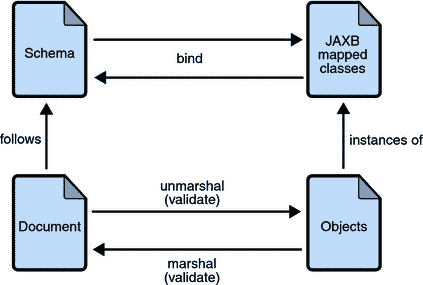 Schema
bind
JAXB
mapped
classes
follows
instances of
Document
unmarshal
(validate)
marshal
(validate)
Objects